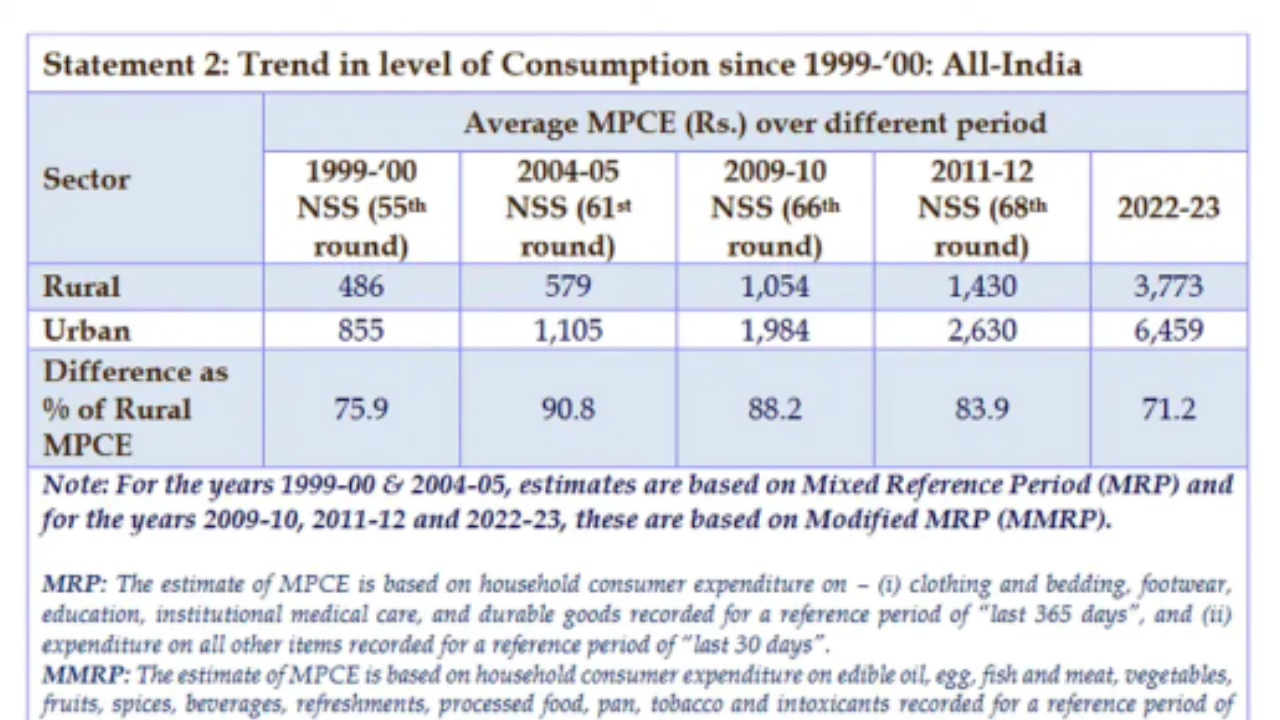 Statement 2: Trend in level of Consumption since 1999-‘00: All-India
Sector
Average MPCE (Rs.) over different period
1999-‘00 NSS (55th round)
2004-05 NSS (61st round)
2009-10 NSS (66th round)
2011-12 NSS (68th round)
2022-23
Rural 486 579 1,054 1,430 3,773
Urban 855 1,105 1,984 2,630 6,459
Difference as % of Rural MPCE 75.9 90.8 88.2 83.9 71.2
Note: For the years 1999-00 & 2004-05, estimates are based on Mixed Reference Period (MRP) and
for the years 2009-10, 2011-12 and 2022-23, these are based on Modified MRP (MMRP).
MRP: The estimate of MPCE is based on household consumer expenditure on – (i) clothing and bedding, footwear,
education, institutional medical care, and durable goods recorded for a reference period of “last 365 days”, and (ii)
expenditure on all other items recorded for a reference period of “last 30 days”.
MMRP: The estimate of MPCE is based on household consumer expenditure on edible oil, egg, fish and meat, vegetables,
fruits, spices, beverages, refreshments, processed food, pan, tobacco and intoxicants recorded for a reference period of